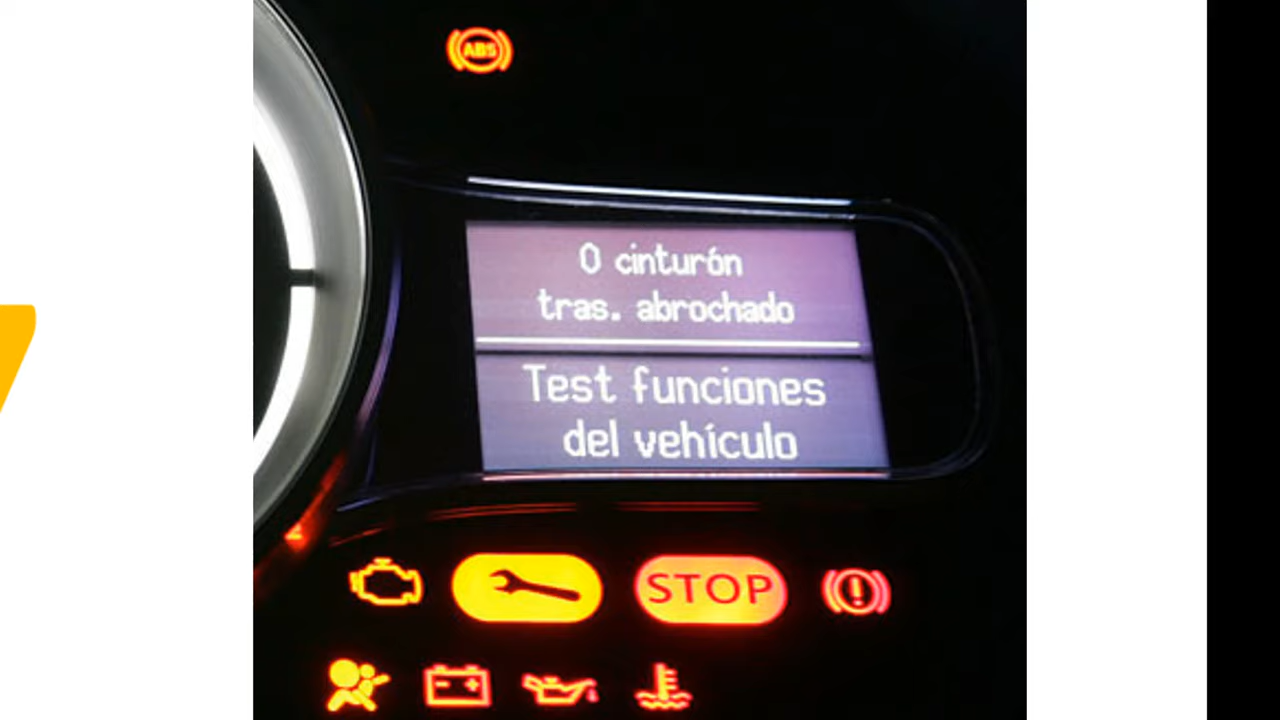 ABS
0 cinturón
tras. abrochado
Test funciones
del vehículo
STOP